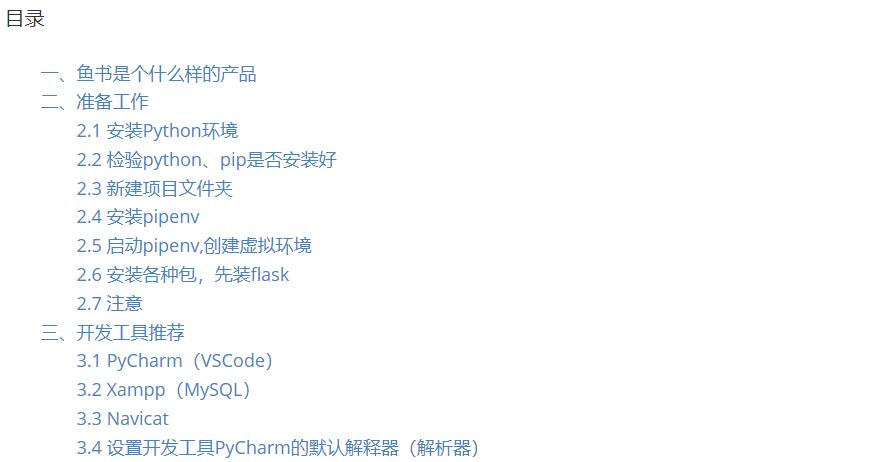 目录
一、鱼书是个什么样的产品
二、准备工作
2.1 安装Python环境
2.2 检验python、pip是否安装好
2.3 新建项目文件夹
2.4 安装pipenv
2.5 启动pipenv,创建虚拟环境
2.6 安装各种包，先装flask
2.7 注意
三、开发工具推荐
3.1 PyCharm（VSCode）
3.2 Xampp（MySQL）
3.3 Navicat
3.4 设置开发工具PyCharm的默认解释器（解析器）